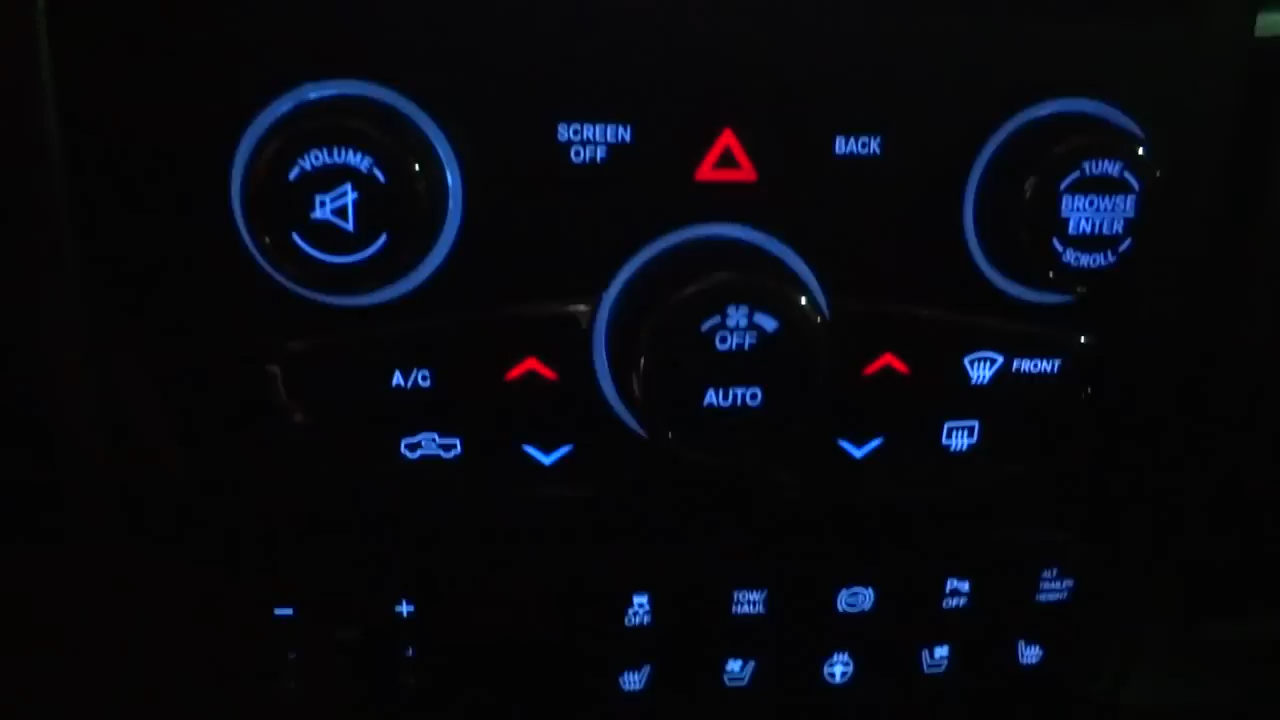 VOLUME
SCREEN
OFF
BACK
TUNE
BROWSE
ENTER
SCROLL
OFF
AUTO
A/C
FRONT
OFF
TOW/
HAUL
P
OFF
ALT
TRAILER
HEIGHT